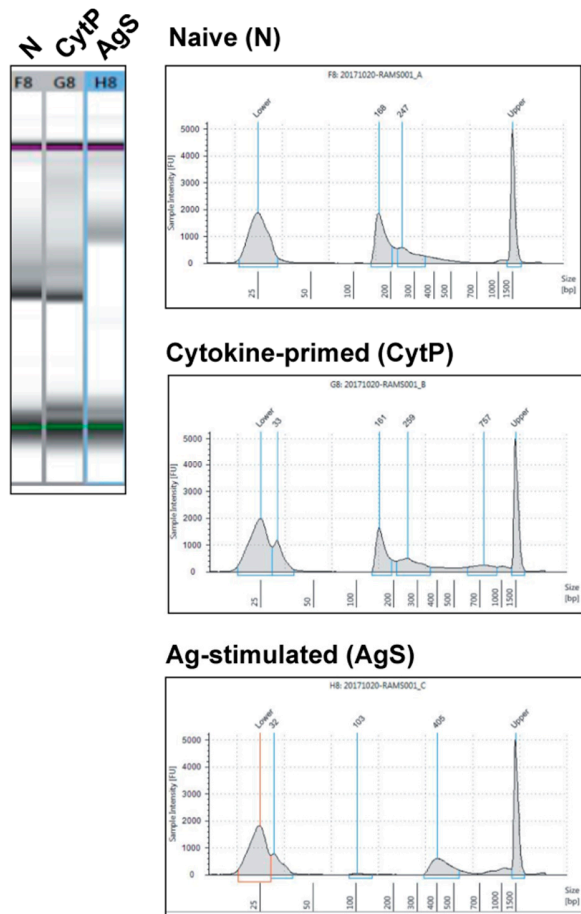 N CytP AgS
F8 G8 H8
Naive (N)
F8: 20171020-RAMS001_A
Lower 168 247 Upper
Sample Intensity [FU]
5000
4000
3000
2000
1000
0
25 50 100 200 300 400 500 700 1000 1500
Size
[bp]
Cytokine-primed (CytP)
G8: 20171020-RAMS001_B
Lower 33 161 259 757 Upper
Sample Intensity [FU]
5000
4000
3000
2000
1000
0
25 50 100 200 300 400 500 700 1000 1500
Size
[bp]
Ag-stimulated (AgS)
H8: 20171020-RAMS001_C
Lower 32 103 405 Upper
Sample Intensity [FU]
5000
4000
3000
2000
1000
0
25 50 100 200 300 400 500 700 1000 1500
Size
[bp]